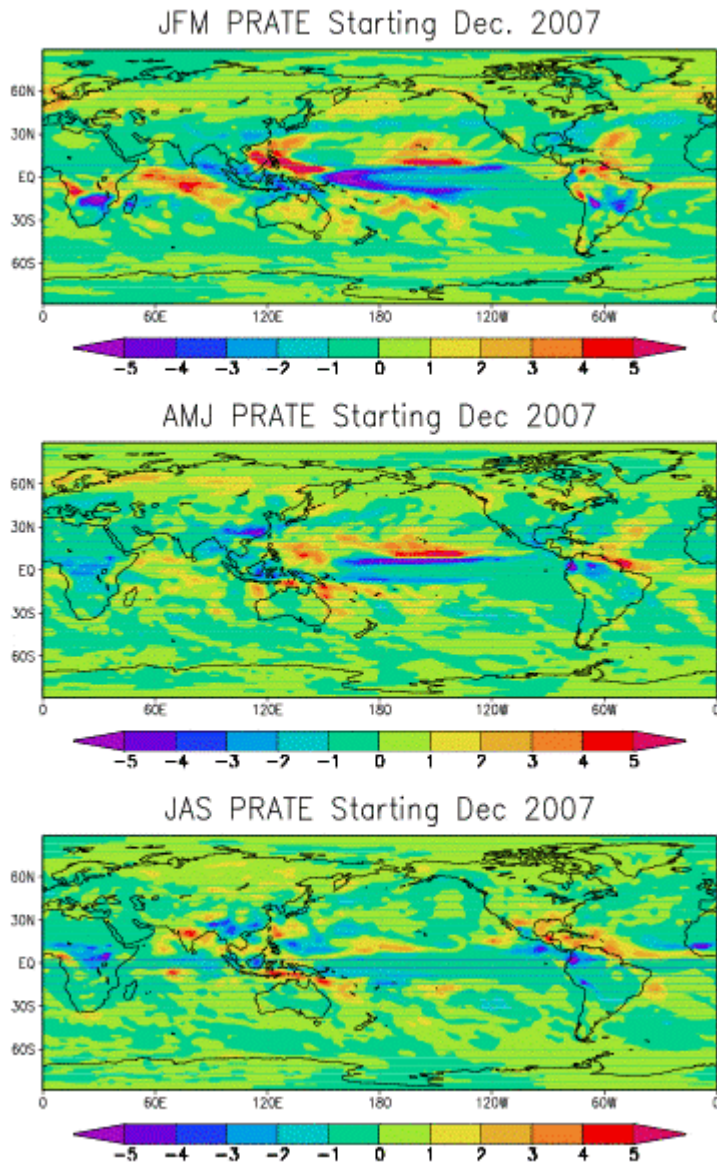 JFM PRATE Starting Dec. 2007
60N
30N
EQ
30S
60S
0 60E 120E 180 120W 60W 0
-5 -4 -3 -2 -1 0 1 2 3 4 5
AMJ PRATE Starting Dec 2007
60N
30N
EQ
30S
60S
0 60E 120E 180 120W 60W 0
-5 -4 -3 -2 -1 0 1 2 3 4 5
JAS PRATE Starting Dec 2007
60N
30N
EQ
30S
60S
0 60E 120E 180 120W 60W 0
-5 -4 -3 -2 -1 0 1 2 3 4 5